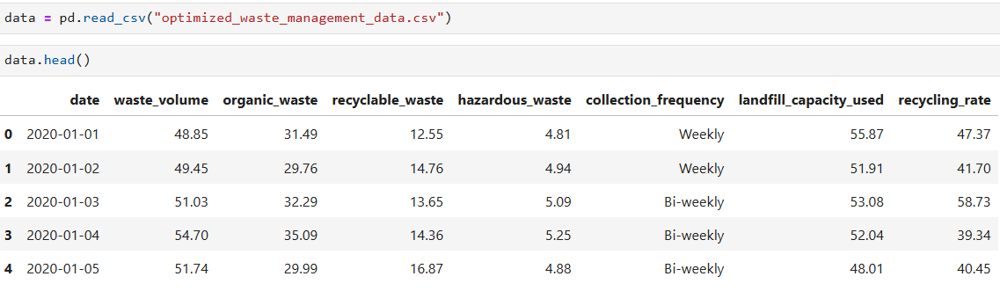 data = pd.read_csv("optimized_waste_management_data.csv")
data.head()
date waste_volume organic_waste recyclable_waste hazardous_waste collection_frequency landfill_capacity_used recycling_rate
0 2020-01-01 48.85 31.49 12.55 4.81 Weekly 55.87 47.37
1 2020-01-02 49.45 29.76 14.76 4.94 Weekly 51.91 41.70
2 2020-01-03 51.03 32.29 13.65 5.09 Bi-weekly 53.08 58.73
3 2020-01-04 54.70 35.09 14.36 5.25 Bi-weekly 52.04 39.34
4 2020-01-05 51.74 29.99 16.87 4.88 Bi-weekly 48.01 40.45